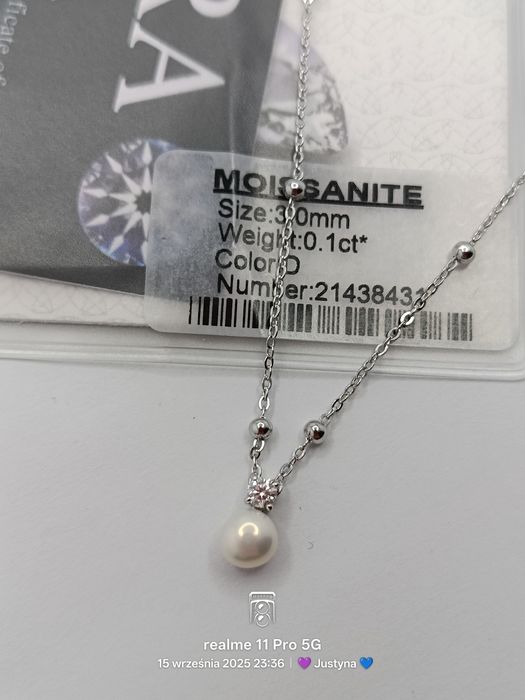 RA
MOISSANITE
Size:3.0mm
Weight:0.1ct*
Color:D
Number:21438431
realme 11 Pro 5G
15 września 2025 23:36 | 💜 Justyna 💙